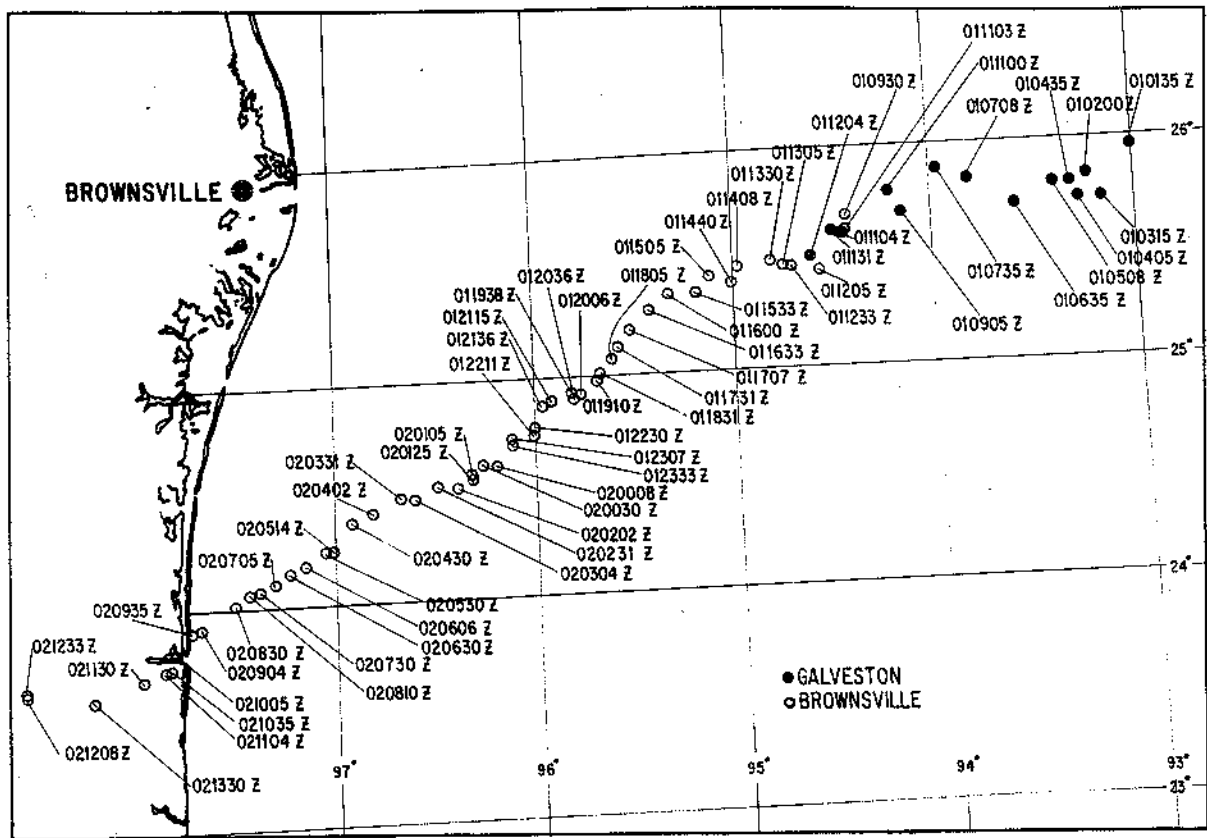 011103 Z
011100 Z
010930 Z
010435 Z
010135 Z
010708 Z
010200 Z
011204 Z
26°
011305 Z
BROWNSVILLE
011330 Z
011408 Z
011440 Z
011104 Z
010315 Z
011505 Z
011131 Z
010405 Z
012036 Z
011805 Z
010735 Z
010508 Z
011205 Z
010635 Z
011938 Z
012006 Z
011533 Z
011233 Z
010905 Z
012115 Z
011600 Z
012136 Z
011633 Z
25°
012211 Z
011707 Z
011731 Z
011910 Z
011831 Z
020105 Z
012230 Z
020125 Z
012307 Z
020331 Z
012333 Z
020402 Z
020008 Z
020030 Z
020514 Z
020202 Z
020231 Z
020705 Z
020430 Z
020304 Z
24°
020530 Z
020935 Z
020606 Z
020830 Z
020630 Z
021233 Z
020904 Z
020730 Z
021130 Z
020810 Z
GALVESTON
021005 Z
BROWNSVILLE
021035 Z
021104 Z
021208 Z
97°
96°
95°
94°
93°
021330 Z
23°